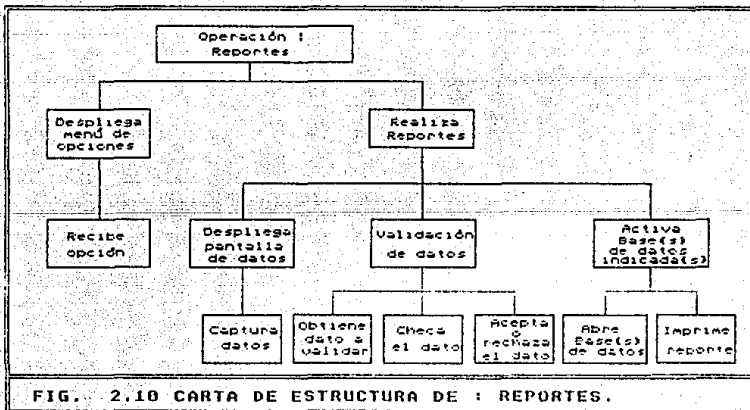 Operación :
Reportes
Despliega
menú de
opciones
Realiza
Reportes
Recibe
opción
Despliega
pantalla
de datos
Validación
de datos
Activa
Base(s)
de datos
indicada(s)
Captura
datos
Obtiene
dato a
validar
Checa
el dato
Acepta
o
rechaza
el dato
Abre
Base(s)
de datos
Imprime
reporte
FIG. 2.10 CARTA DE ESTRUCTURA DE : REPORTES.